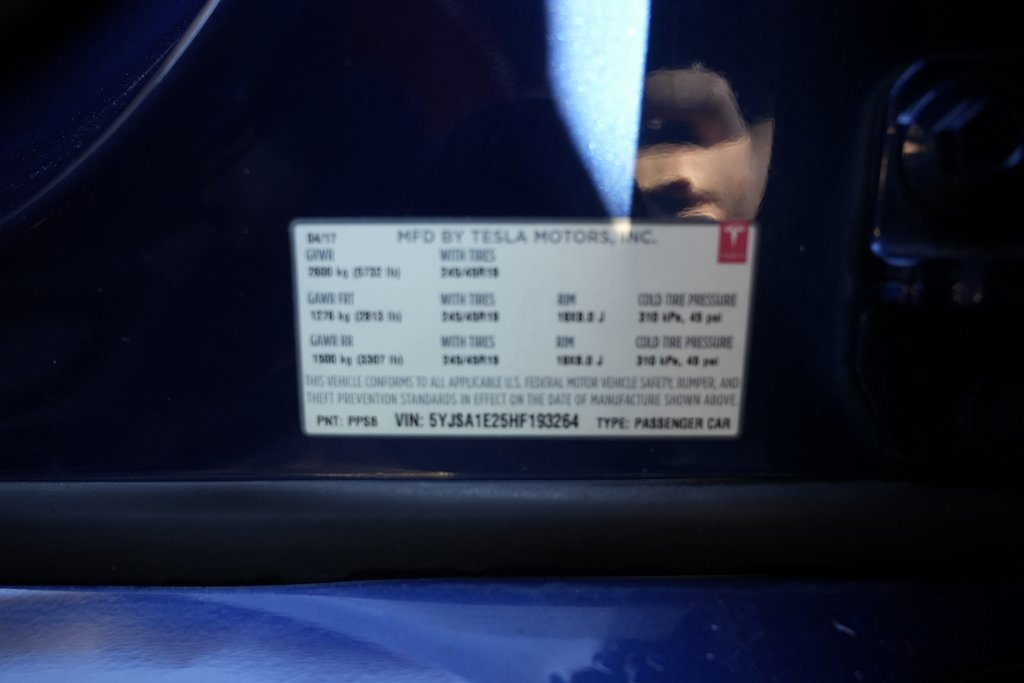 04/17 MFD BY TESLA MOTORS, INC.
GVWR WITH TIRES
2600 kg (5732 lb) 245/45R19
GAWR FRT WITH TIRES RIM COLD TIRE PRESSURE
1276 kg (2813 lb) 245/45R19 19X8.0 J 310 kPa, 45 psi
GAWR RR WITH TIRES RIM COLD TIRE PRESSURE
1500 kg (3307 lb) 245/45R19 19X8.0 J 310 kPa, 45 psi
THIS VEHICLE CONFORMS TO ALL APPLICABLE U.S. FEDERAL MOTOR VEHICLE SAFETY, BUMPER, AND
THEFT PREVENTION STANDARDS IN EFFECT ON THE DATE OF MANUFACTURE SHOWN ABOVE.
PNT: PPSB VIN: 5YJSA1E25HF193264 TYPE: PASSENGER CAR